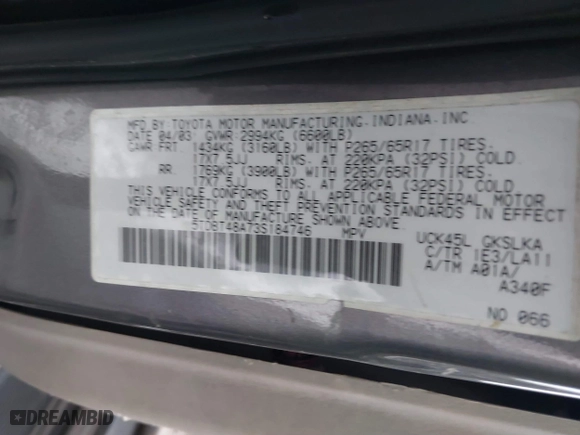 MFD.BY:TOYOTA MOTOR MANUFACTURING.INDIANA.INC.
DATE 04/03 GVWR 2994KG (6600LB)
GAWR FRT 1434KG (3160LB) WITH P265/65R17 TIRES.
17X7.5JJ RIMS. AT 220KPA (32PSI) COLD
RR. 1769KG (3900LB) WITH P265/65R17 TIRES.
17X7.5JJ RIMS. AT 220KPA (32PSI) COLD
THIS VEHICLE CONFORMS TO ALL APPLICABLE FEDERAL MOTOR
VEHICLE SAFETY AND THEFT PREVENTION STANDARDS IN EFFECT
ON THE DATE OF MANUFACTURE SHOWN ABOVE.
5TDBT48A73S184746 MPV
UCK45L GKSLKA
C/TR 1E3/LA11
A/TM A01A/
A340F
NO 066
DREAMBID